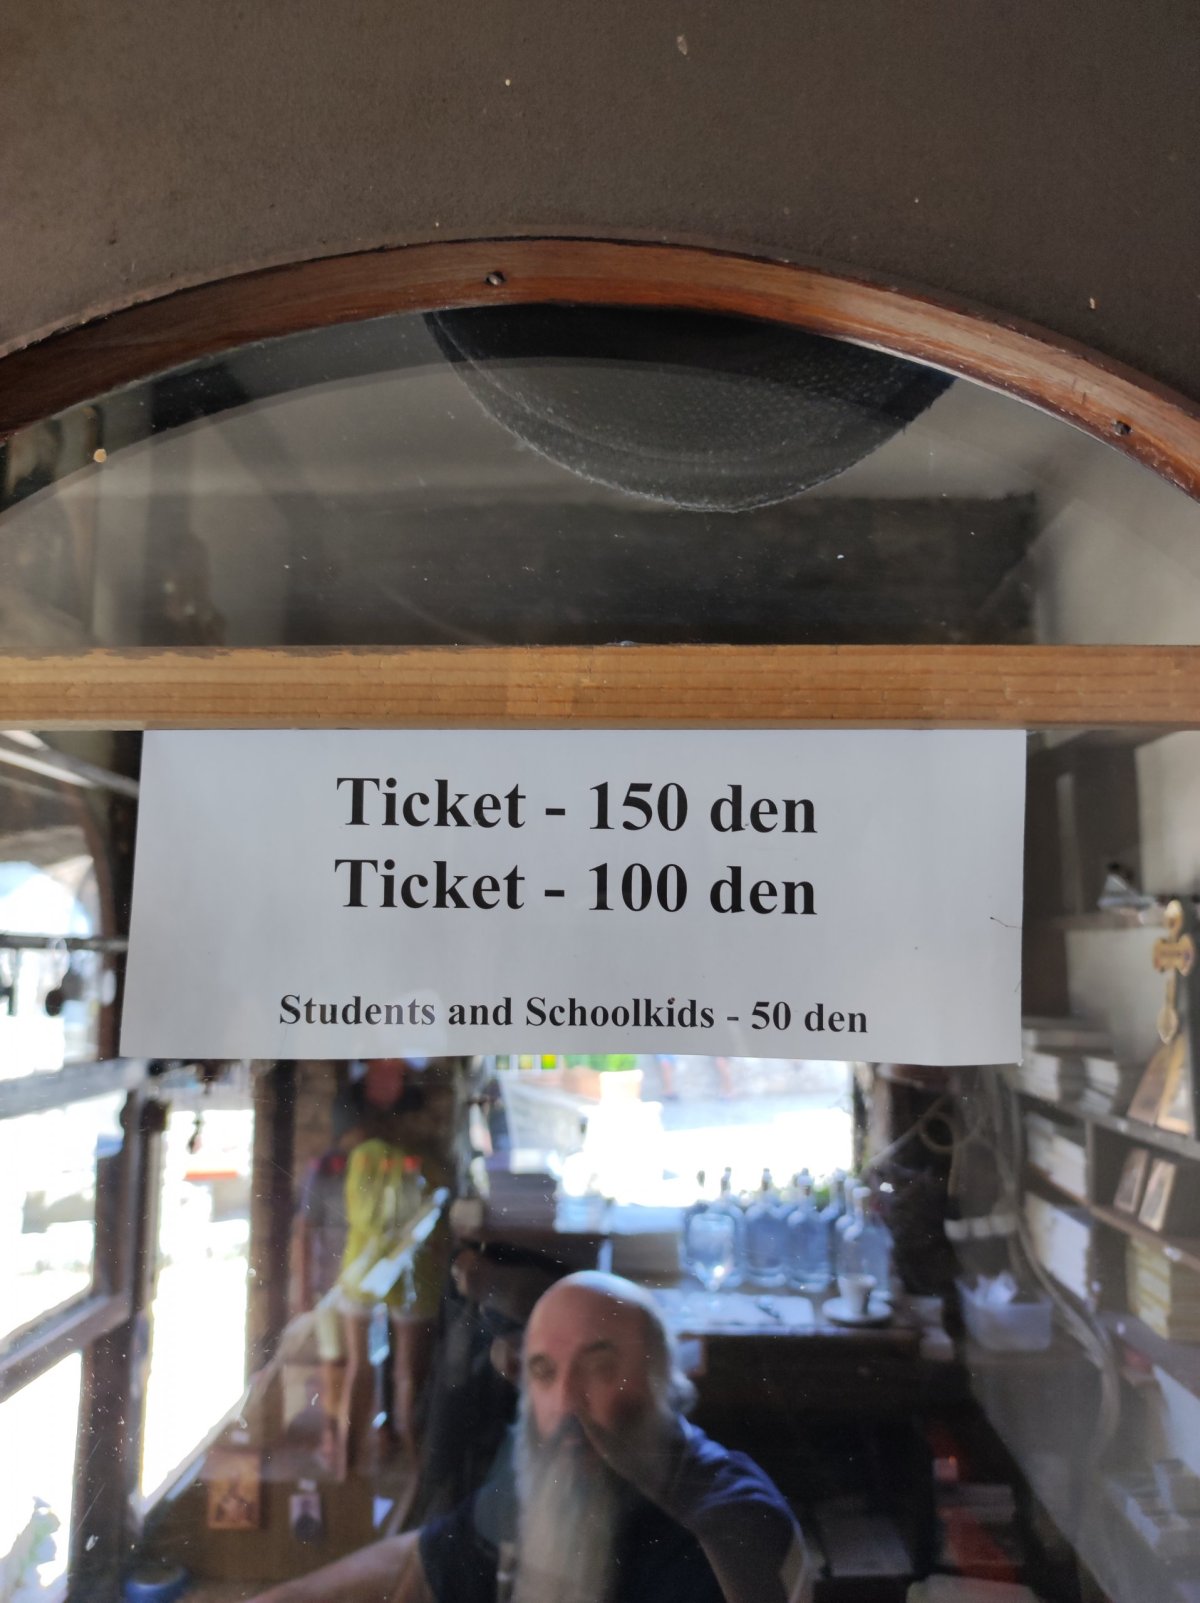 Ticket - 150 den
Ticket - 100 den
Students and Schoolkids - 50 den